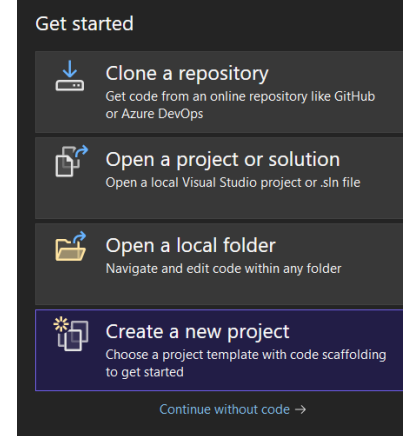 Get started
Clone a repository
Get code from an online repository like GitHub
or Azure DevOps
Open a project or solution
Open a local Visual Studio project or .sln file
Open a local folder
Navigate and edit code within any folder
Create a new project
Choose a project template with code scaffolding
to get started
Continue without code →